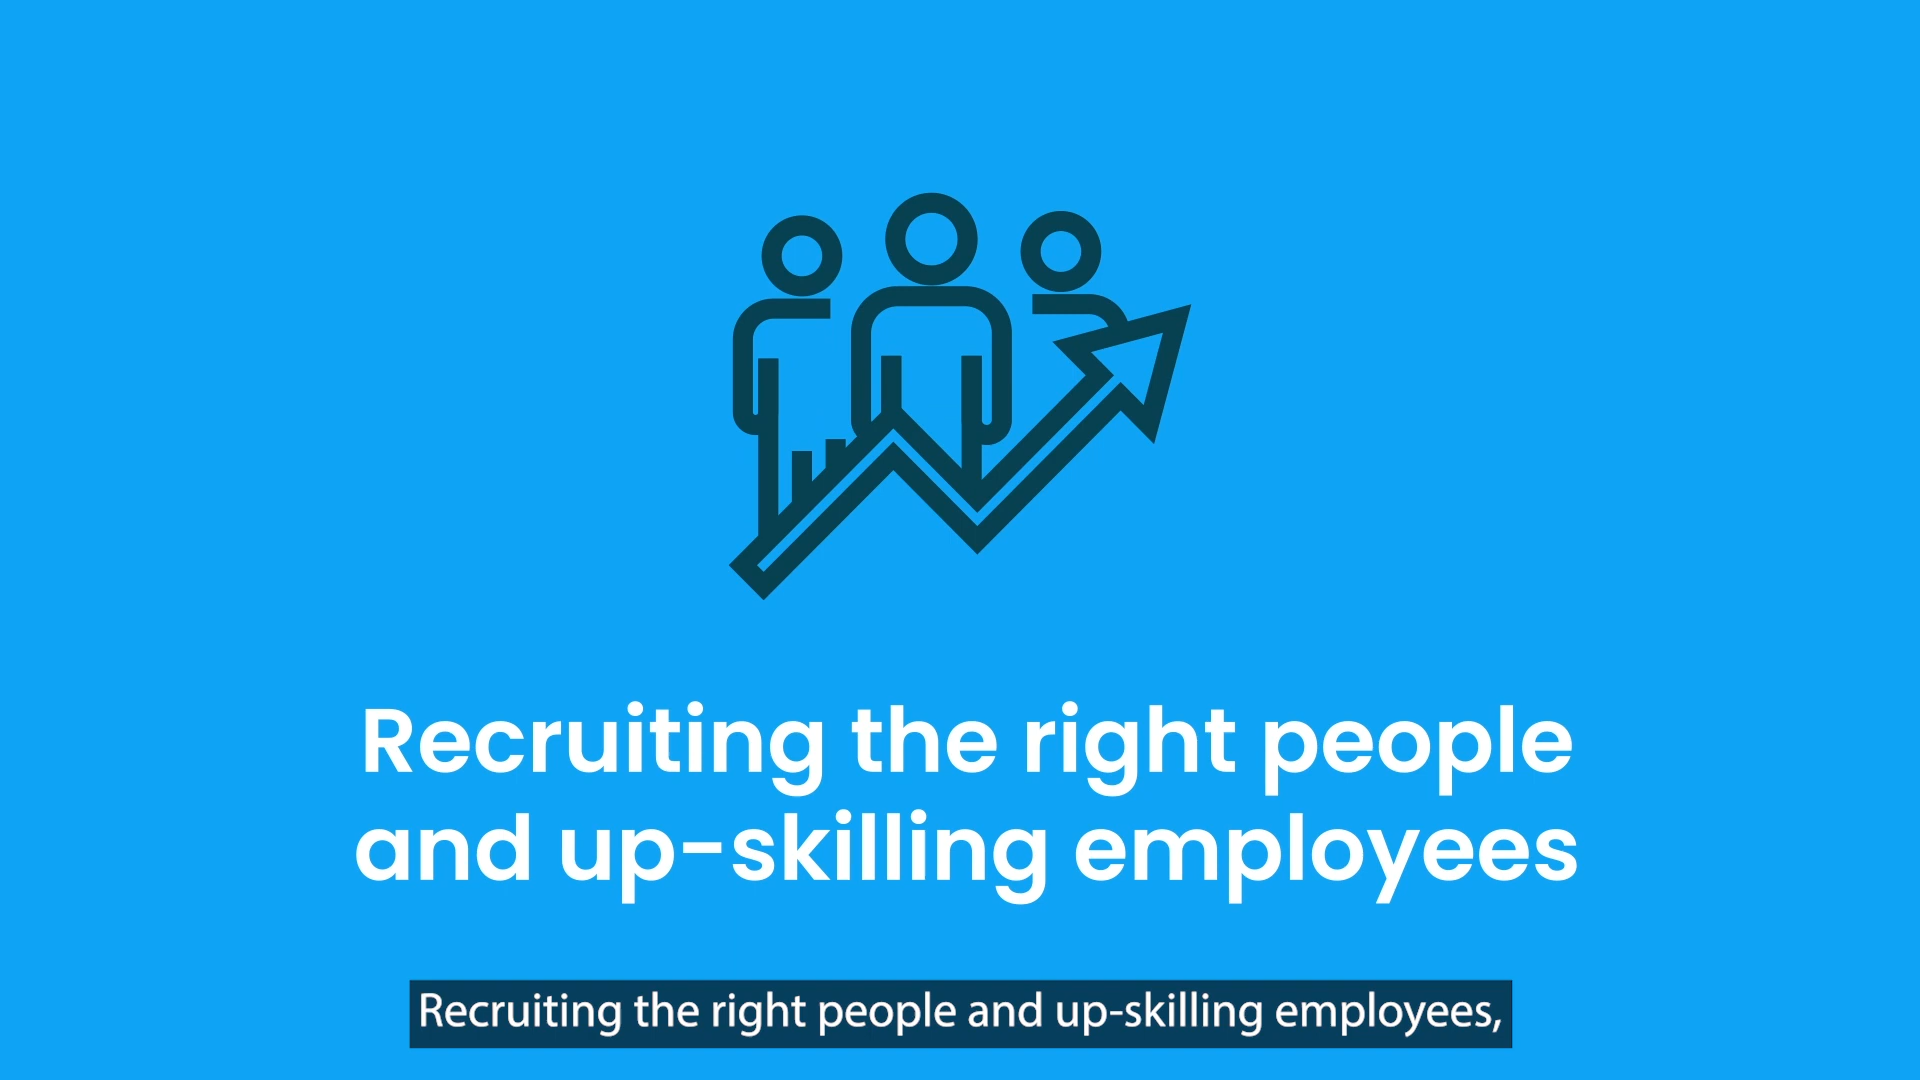 Recruiting the right people
and up-skilling employees
Recruiting the right people and up-skilling employees,